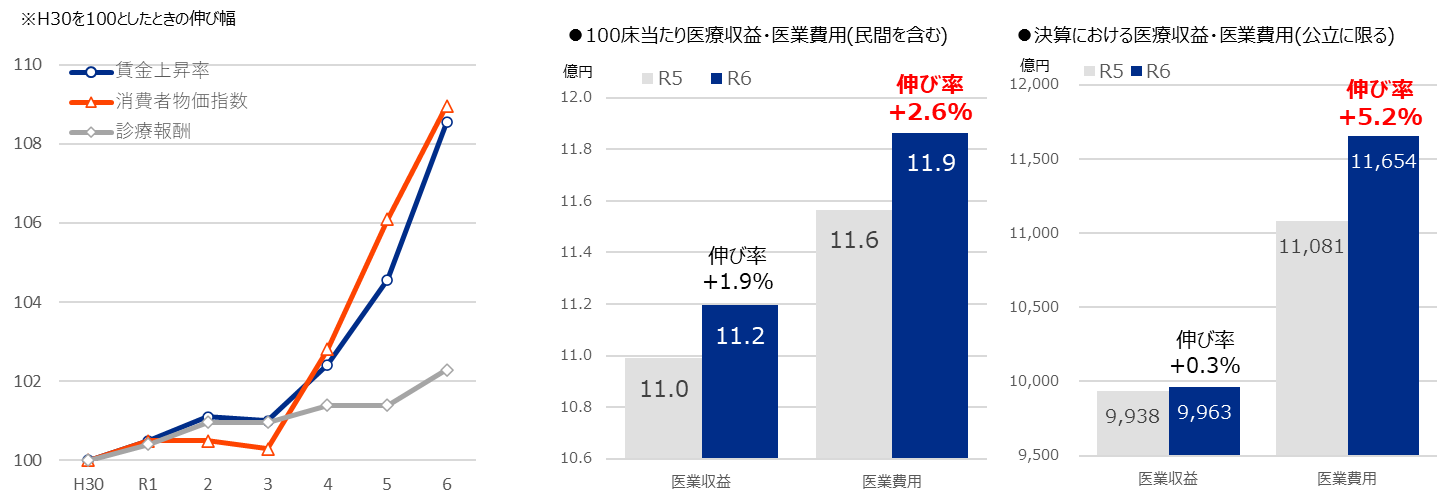 ※H30を100としたときの伸び幅
110
108
106
104
102
100
賃金上昇率
消費者物価指数
診療報酬
H30 R1 2 3 4 5 6
●100床当たり医療収益・医業費用(民間を含む)
億円
R5 R6
12.0
11.8
11.6
11.4
11.2
11.0
10.8
10.6
伸び率
+1.9%
伸び率
+2.6%
11.0
11.2
11.6
11.9
医業収益 医業費用
●決算における医療収益・医業費用(公立に限る)
億円
R5 R6
12,000
11,500
11,000
10,500
10,000
9,500
伸び率
+0.3%
伸び率
+5.2%
9,938
9,963
11,081
11,654
医業収益 医業費用